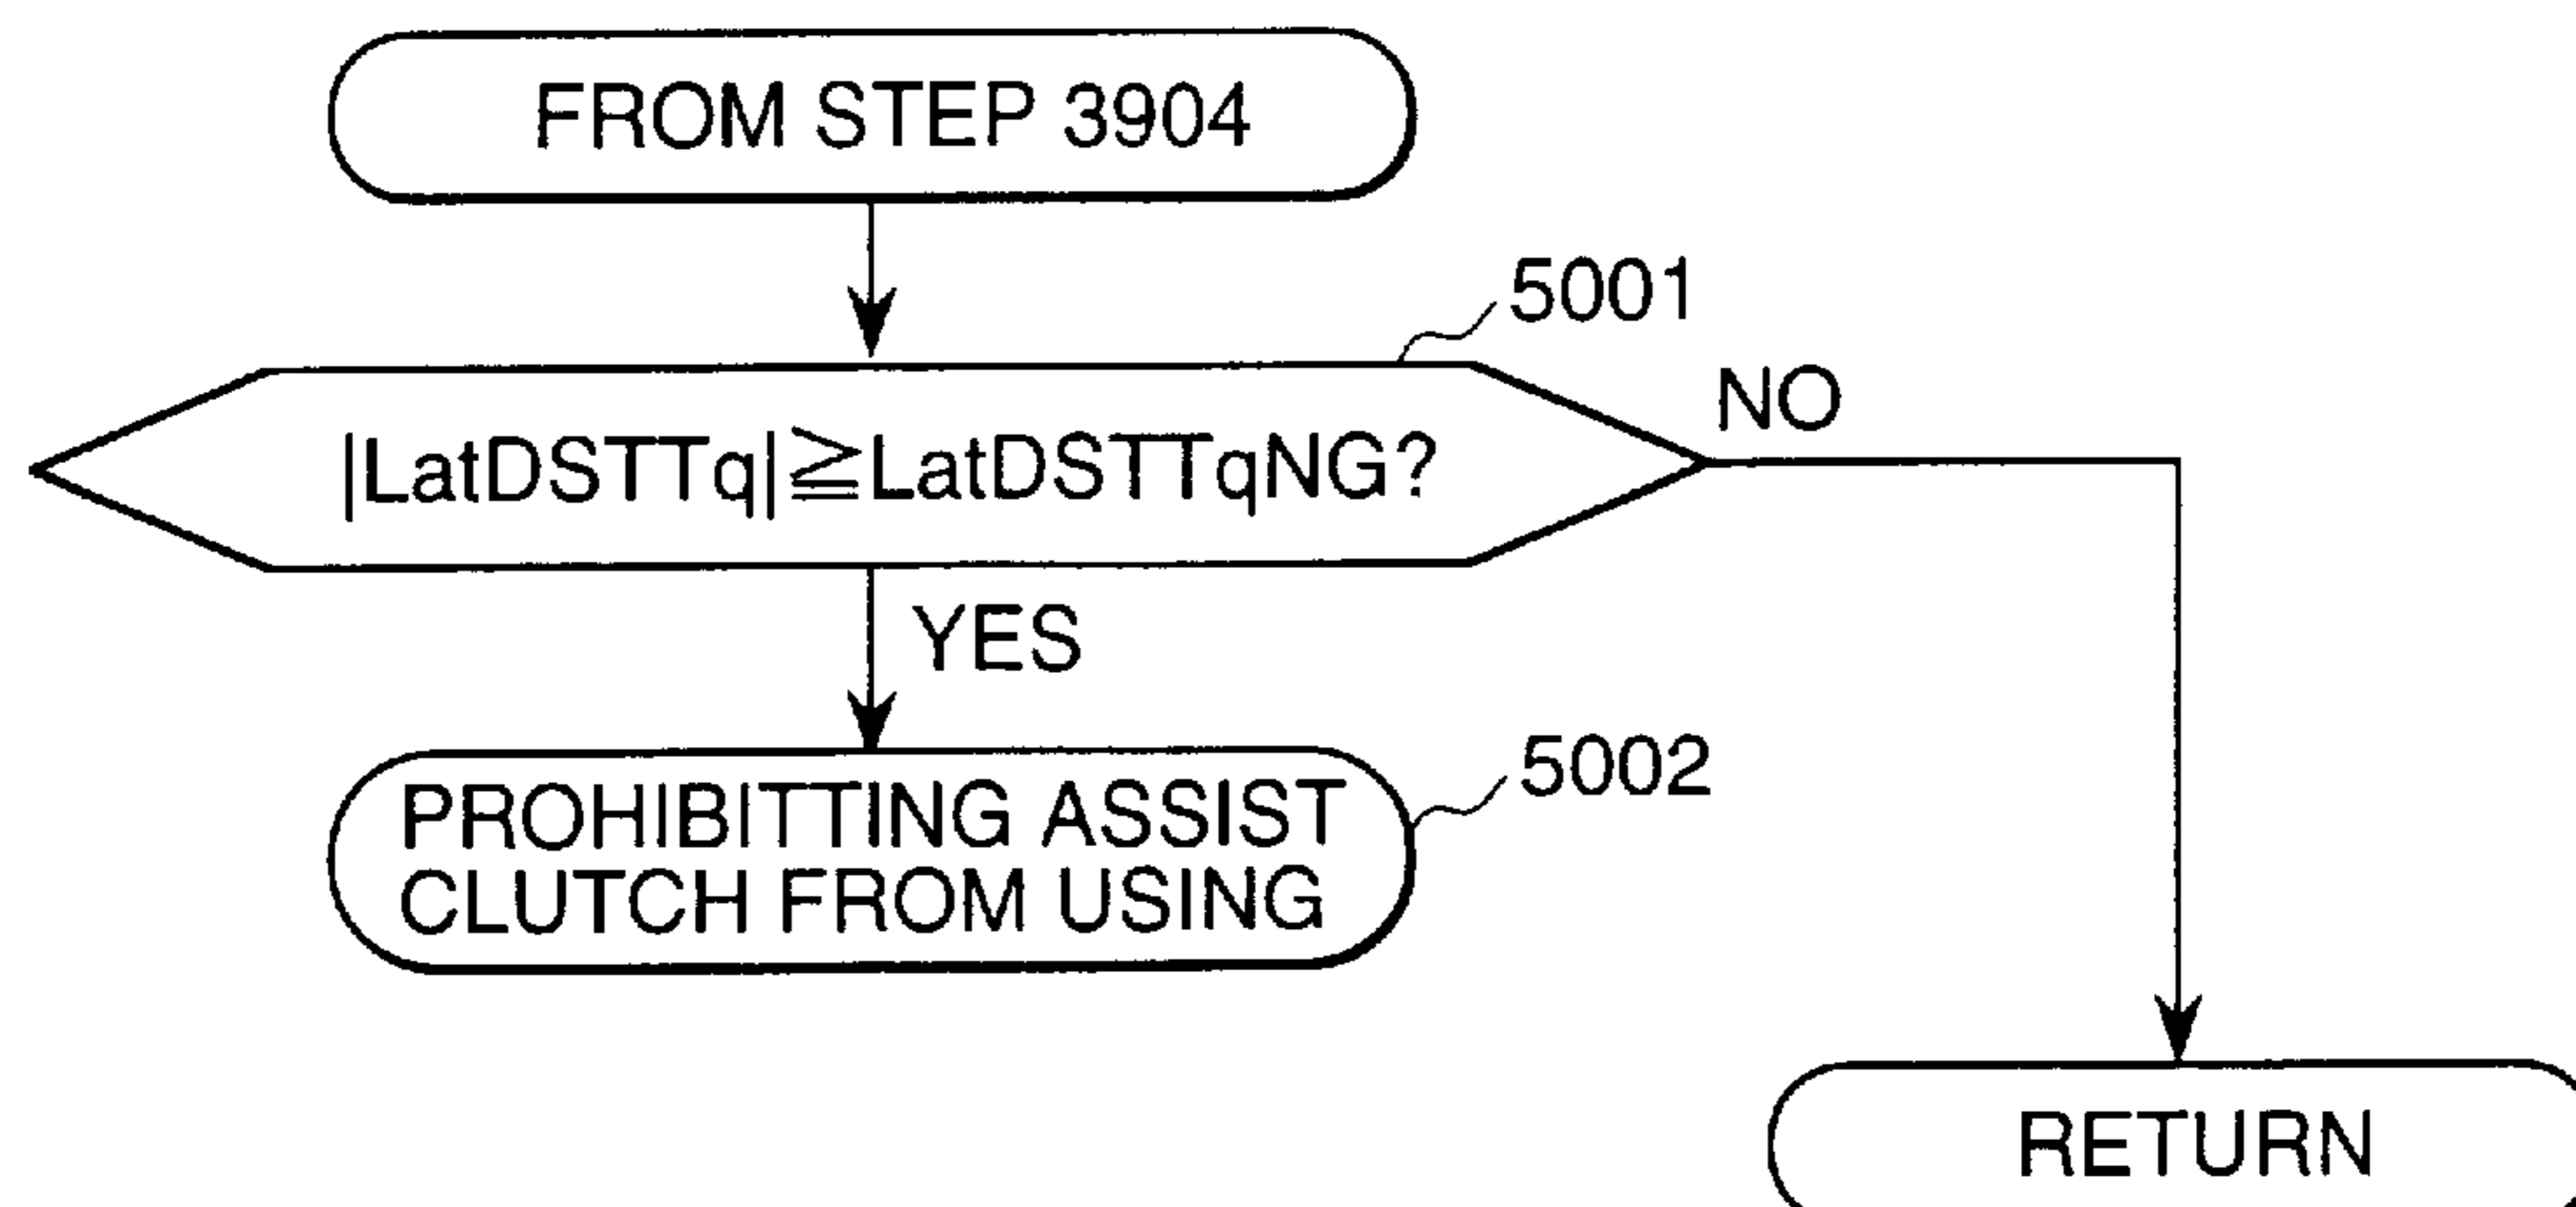 FROM STEP 3904
5001
|LatDSTTq|≧LatDSTTqNG?
NO
YES
5002
PROHIBITTING ASSIST
CLUTCH FROM USING
RETURN